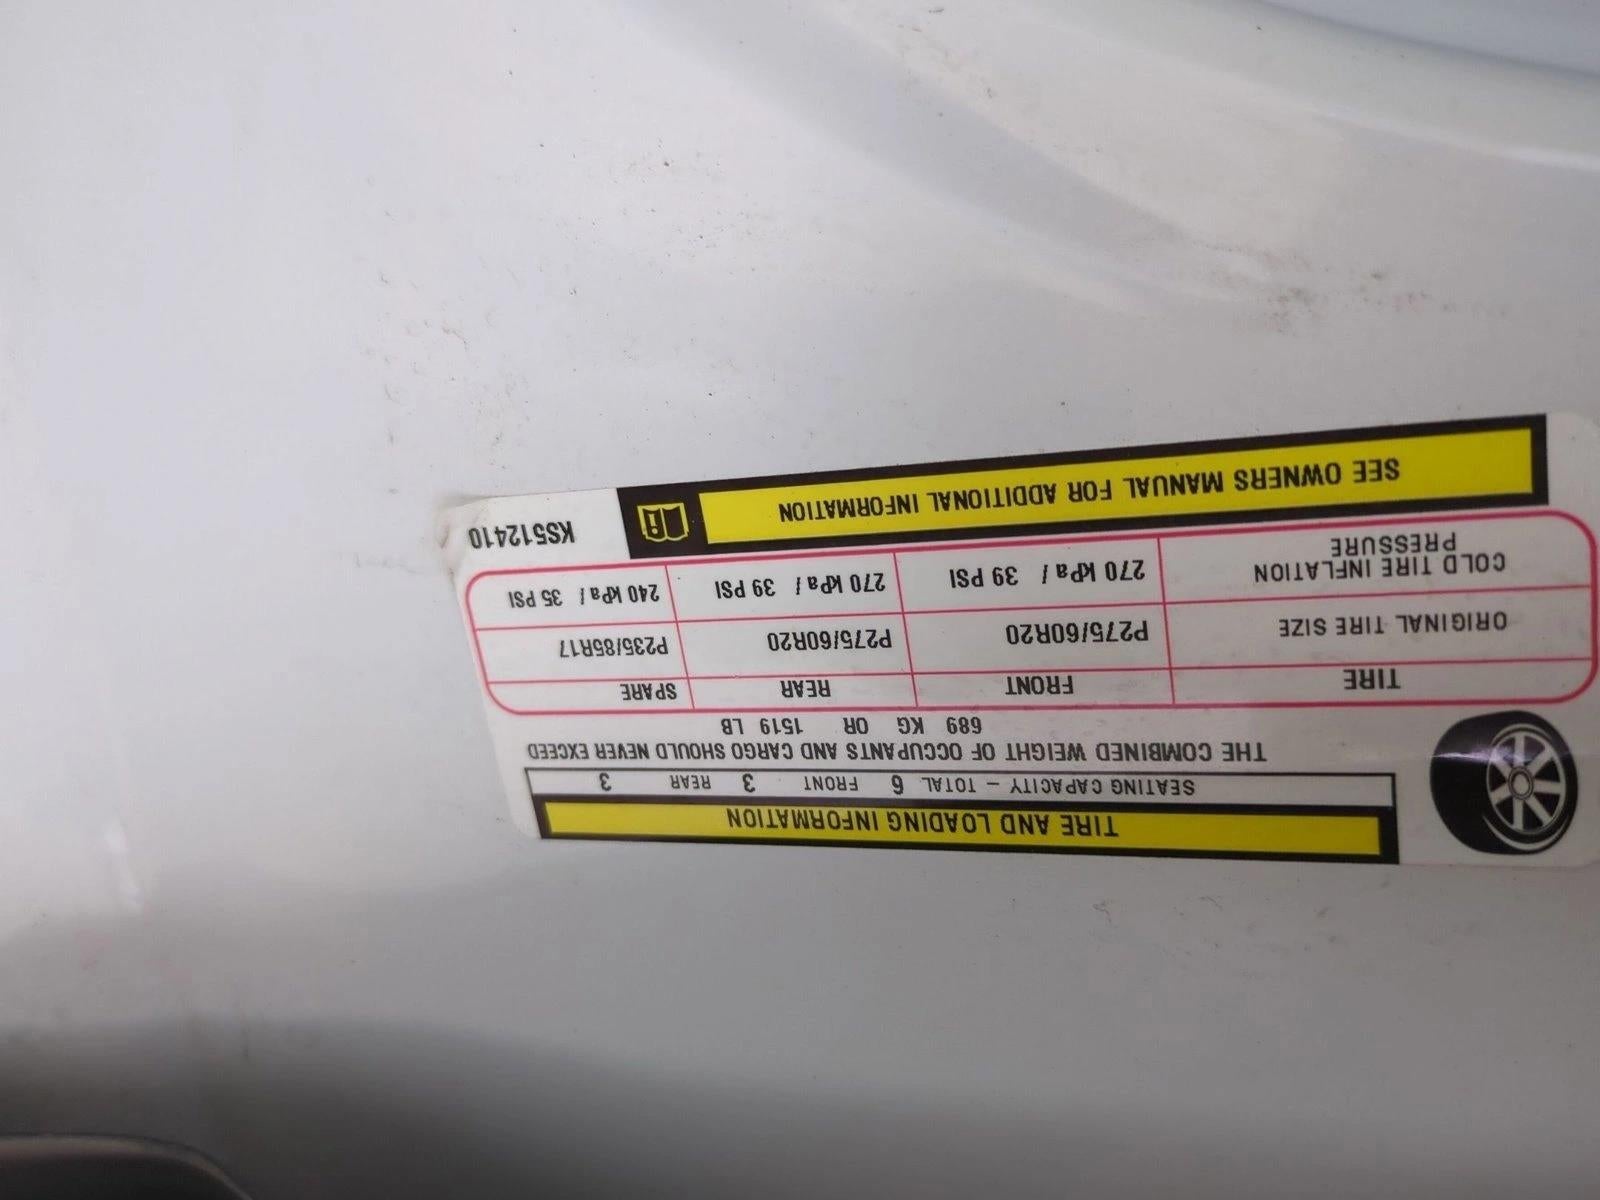 TIRE AND LOADING INFORMATION
SEATING CAPACITY – TOTAL 6 FRONT 3 REAR 3
THE COMBINED WEIGHT OF OCCUPANTS AND CARGO SHOULD NEVER EXCEED
689 KG OR 1519 LB
TIRE FRONT REAR SPARE
ORIGINAL TIRE SIZE P275/60R20 P275/60R20 P235/85R17
COLD TIRE INFLATION PRESSURE 270 kPa / 39 PSI 270 kPa / 39 PSI 240 kPa / 35 PSI
SEE OWNERS MANUAL FOR ADDITIONAL INFORMATION
KS512410